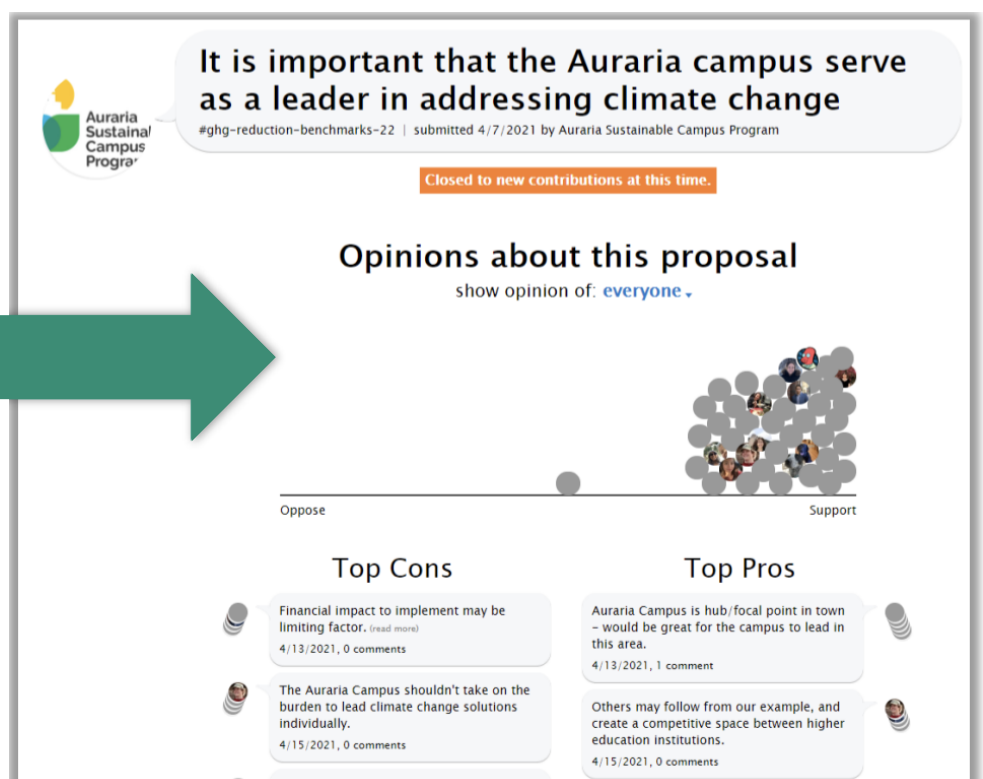 It is important that the Auraria campus serve
as a leader in addressing climate change
#ghg-reduction-benchmarks-22 | submitted 4/7/2021 by Auraria Sustainable Campus Program
Auraria
Sustainal
Campus
Progra
Closed to new contributions at this time.
Opinions about this proposal
show opinion of: everyone
Oppose
Support
Top Cons
Financial impact to implement may be
limiting factor. (read more)
4/13/2021, 0 comments
The Auraria Campus shouldn't take on the
burden to lead climate change solutions
individually.
4/15/2021, 0 comments
Top Pros
Auraria Campus is hub/focal point in town
– would be great for the campus to lead in
this area.
4/13/2021, 1 comment
Others may follow from our example, and
create a competitive space between higher
education institutions.
4/15/2021, 0 comments